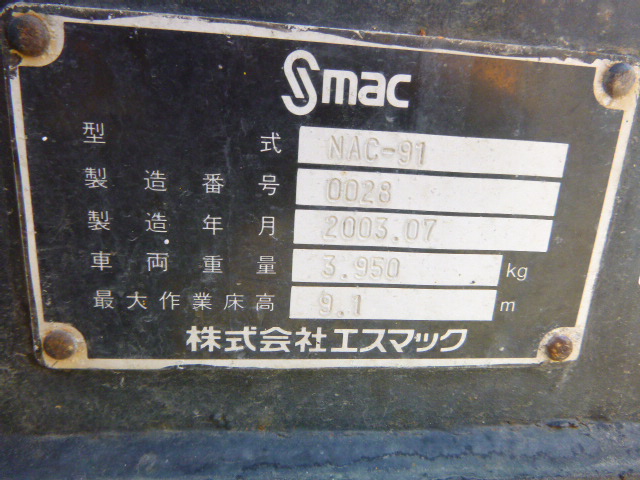 Smac
型式 NAC-91
製造番号 0028
製造年月 2003.07
車両重量 3.950 kg
最大作業床高 9.1 m
株式会社エスマック